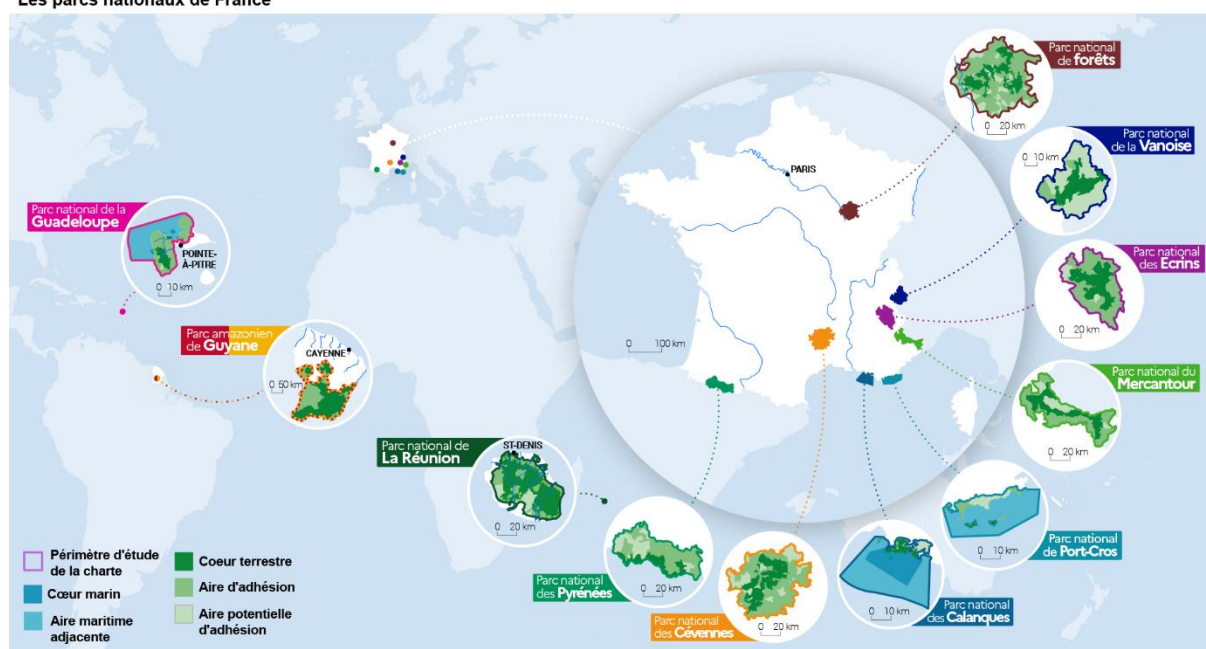 Les parcs nationaux de France
Parc national
de forêts
0 20 km
Parc national
de la Vanoise
0 10 km
PARIS
Parc national de la
Guadeloupe
POINTE-
À-PITRE
0 10 km
Parc national
des Ecrins
0 20 km
Parc amazonien
de Guyane
CAYENNE
0 50 km
0 100 km
Parc national du
Mercantour
0 20 km
Parc national de
La Réunion
ST-DENIS
0 20 km
Parc national
de Port-Cros
0 10 km
Parc national
des Pyrénées
0 20 km
Parc national
des Cévennes
0 20 km
Parc national
des Calanques
0 10 km
Périmètre d'étude
de la charte
Cœur marin
Aire maritime
adjacente
Coeur terrestre
Aire d'adhésion
Aire potentielle
d'adhésion